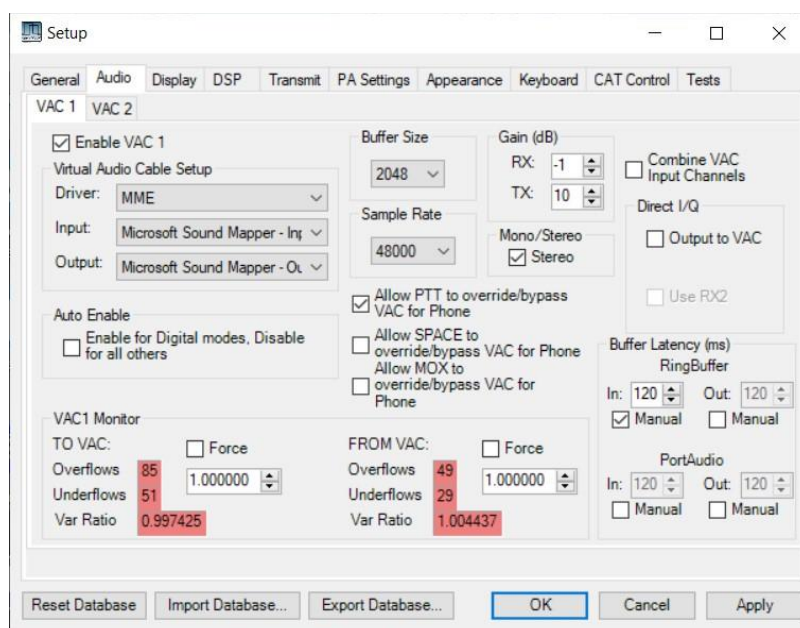 Setup
General Audio Display DSP Transmit PA Settings Appearance Keyboard CAT Control Tests
VAC 1 VAC 2
Enable VAC 1
Virtual Audio Cable Setup
Driver: MME
Input: Microsoft Sound Mapper - Inp
Output: Microsoft Sound Mapper - Ou
Auto Enable
Enable for Digital modes, Disable
for all others
Buffer Size
2048
Sample Rate
48000
Gain (dB)
RX: -1
TX: 10
Mono/Stereo
Stereo
Combine VAC
Input Channels
Direct I/Q
Output to VAC
Use RX2
Allow PTT to override/bypass
VAC for Phone
Allow SPACE to
override/bypass VAC for Phone
Allow MOX to
override/bypass VAC for
Phone
Buffer Latency (ms)
RingBuffer
In: 120 Out: 120
Manual Manual
PortAudio
In: 120 Out: 120
Manual Manual
VAC1 Monitor
TO VAC: Force
Overflows 85 1.000000
Underflows 51
Var Ratio 0.997425
FROM VAC: Force
Overflows 49 1.000000
Underflows 29
Var Ratio 1.004437
Reset Database Import Database... Export Database... OK Cancel Apply